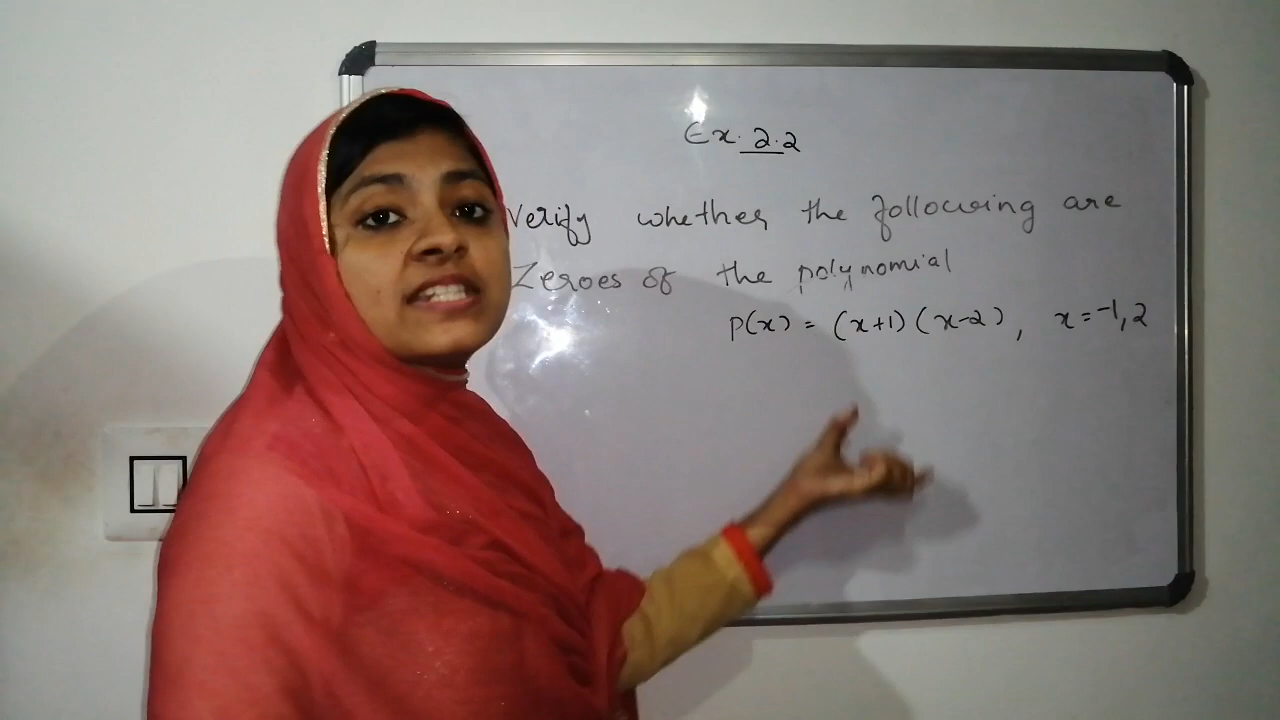 Ex. 2.2
Verify whether the following are
Zeroes of the polynomial
p(x) = (x+1) (x-2), x=-1,2